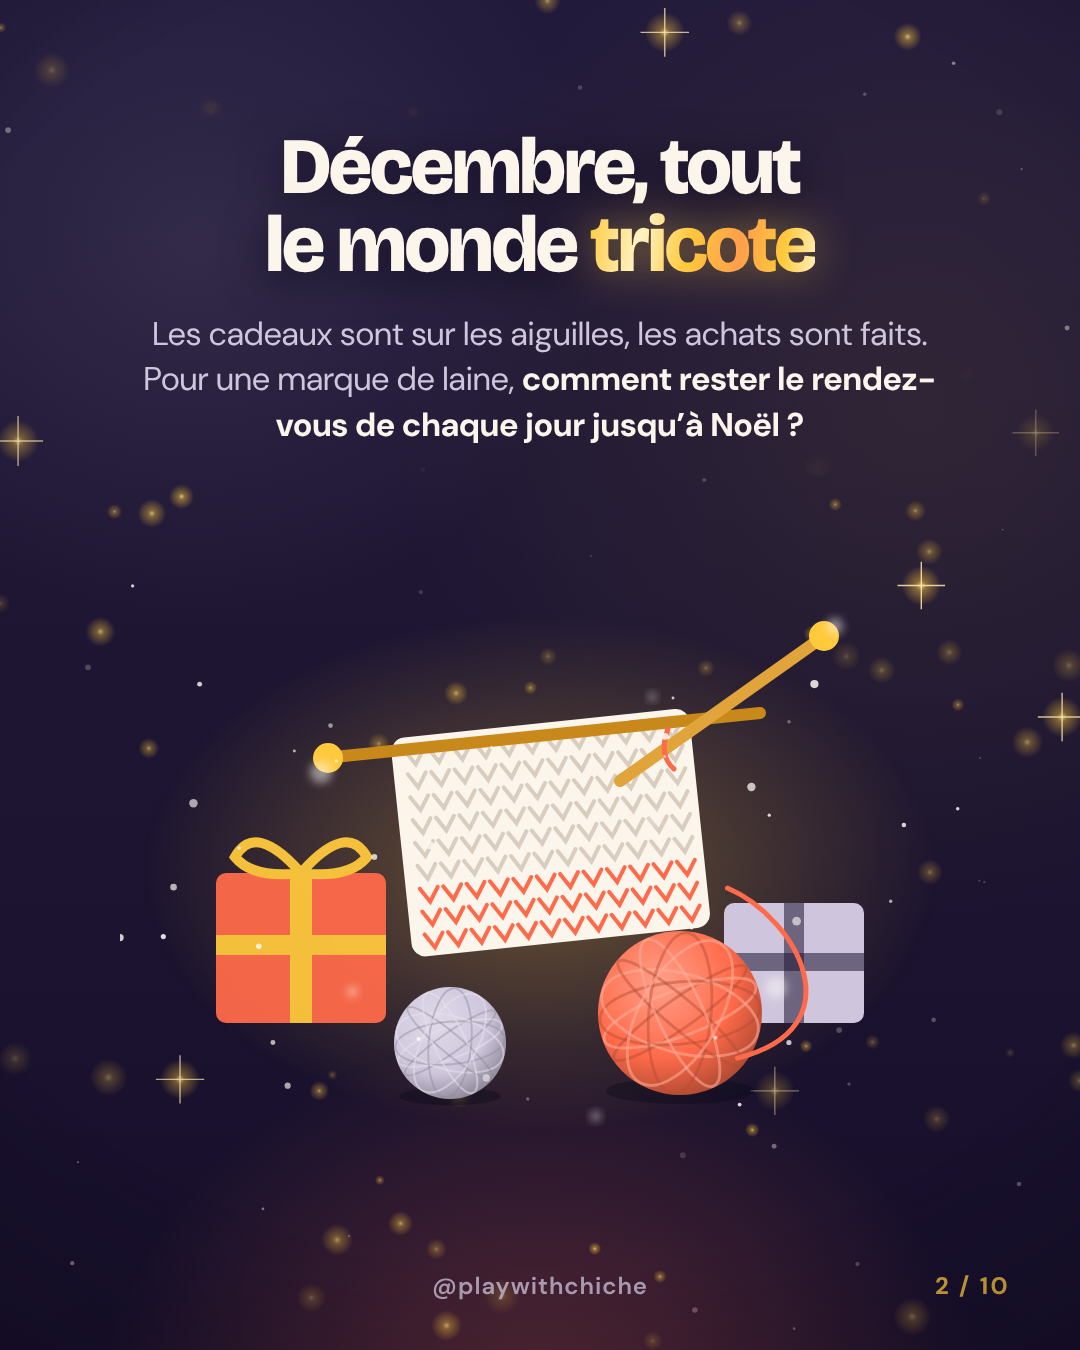 Décembre, tout
le monde tricote
Les cadeaux sont sur les aiguilles, les achats sont faits.
Pour une marque de laine, comment rester le rendez-
vous de chaque jour jusqu’à Noël ?
@playwithchiche
2 / 10